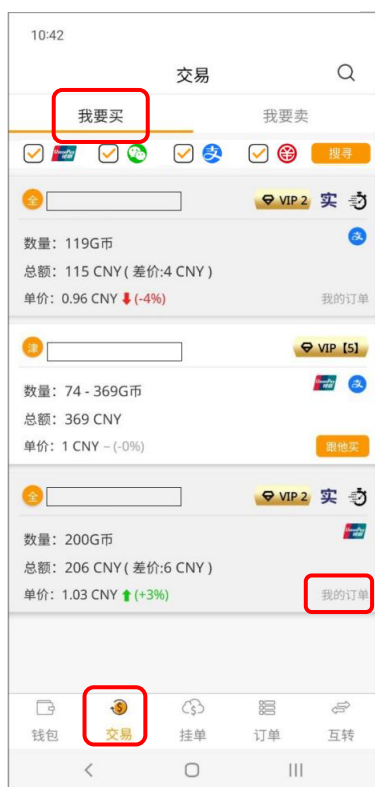 10:42
交易
我要买 我要卖
搜寻
全 VIP 2 实
数量：119G币
总额：115 CNY ( 差价:4 CNY )
单价：0.96 CNY (-4%) 我的订单
津 VIP【5】
数量：74 - 369G币
总额：369 CNY
单价：1 CNY – (-0%) 跟他买
全 VIP 2 实
数量：200G币
总额：206 CNY ( 差价:6 CNY )
单价：1.03 CNY (+3%) 我的订单
钱包 交易 挂单 订单 互转